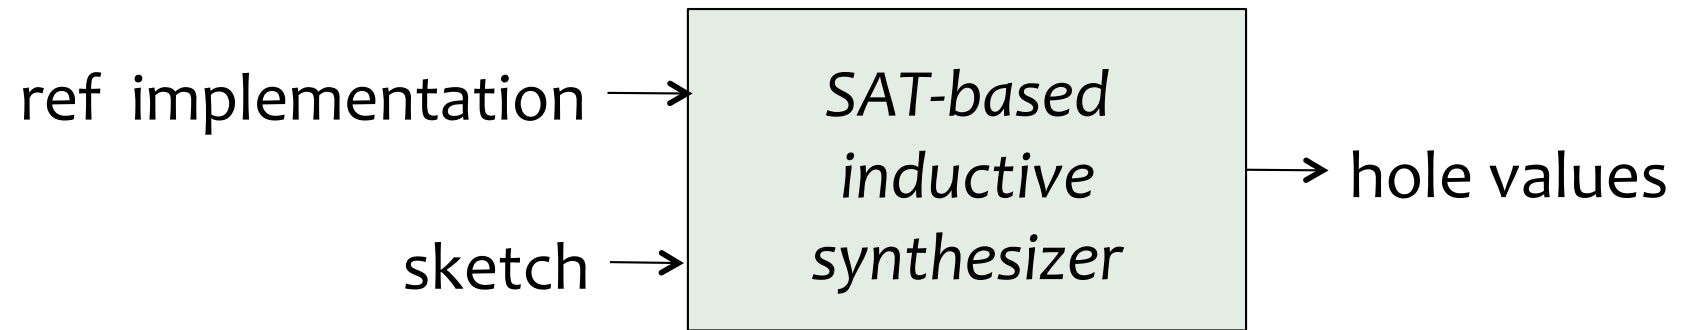 ref implementation
sketch
SAT-based
inductive
synthesizer
hole values